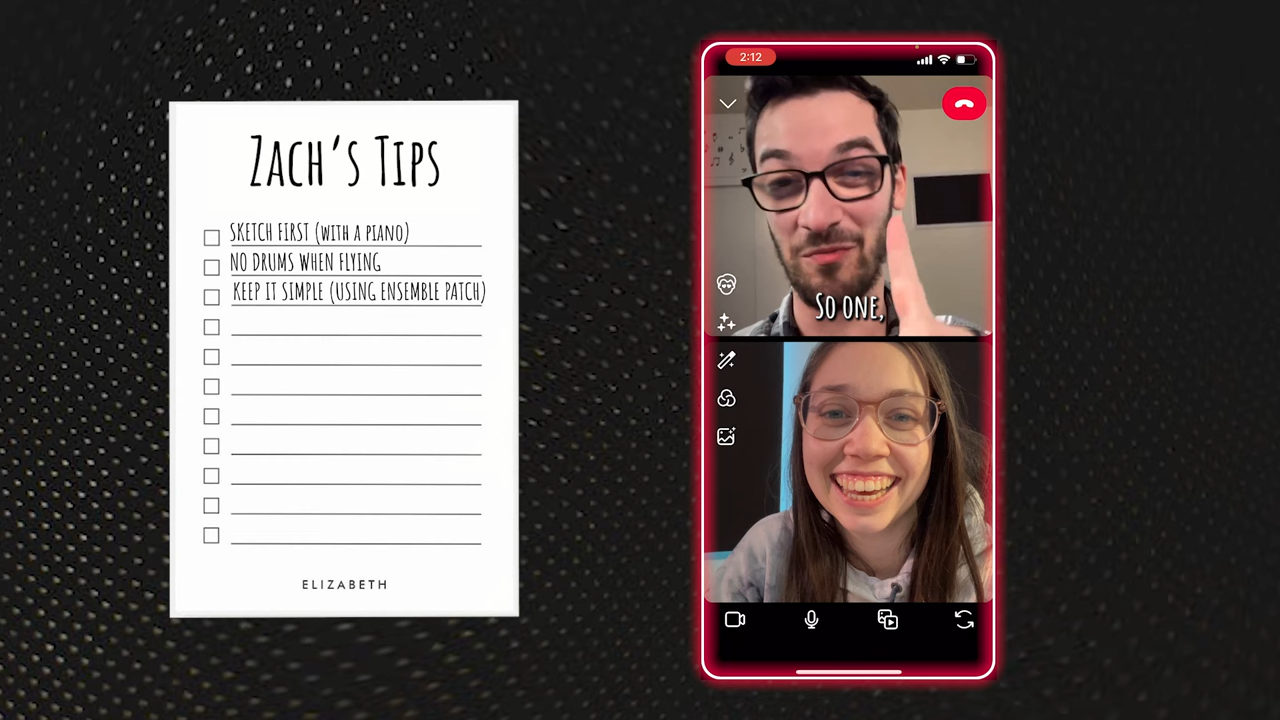 Zach's Tips
SKETCH FIRST (WITH A PIANO)
NO DRUMS WHEN FLYING
KEEP IT SIMPLE (USING ENSEMBLE PATCH)
ELIZABETH
2:12
SO ONE,